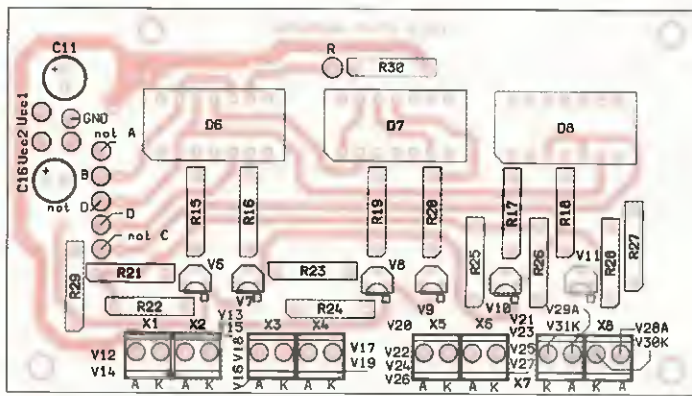 C11
R
R30
Ucc1
GND
Ucc2
not A
D6
D7
D8
C16
B
not D
D
not C
R15
R16
R19
R20
R17
R18
R29
R21
R22
V6
V7
R23
R24
V8
V9
R25
V10
R26
V11
R28
R27
V13
V15
X1
X2
V12
V14
A K A K
V18
V16
X3
X4
V17
V19
A K A K
V20
X5
X6
V21
V23
V22
V24
V26
V25
V27
A K A K
X7
V29A
V31K
X8
V28A
V30K
K A K A